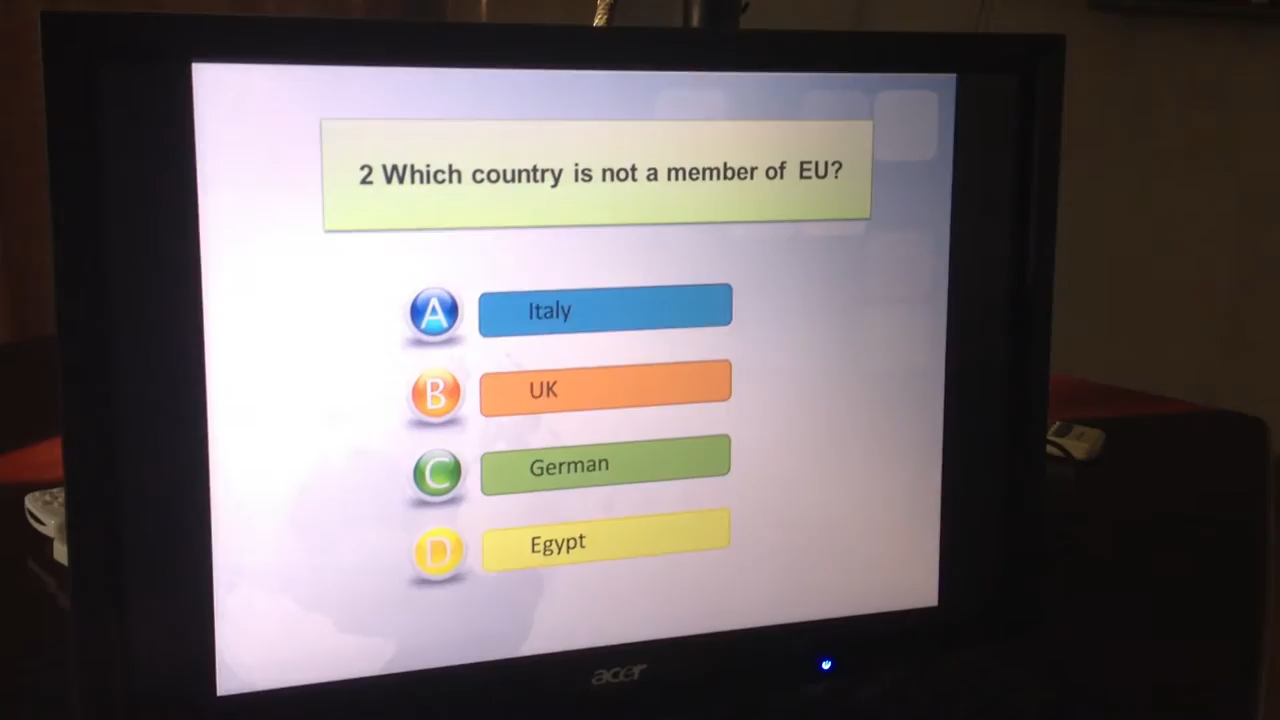 2 Which country is not a member of EU?
A Italy
B UK
C German
D Egypt
acer